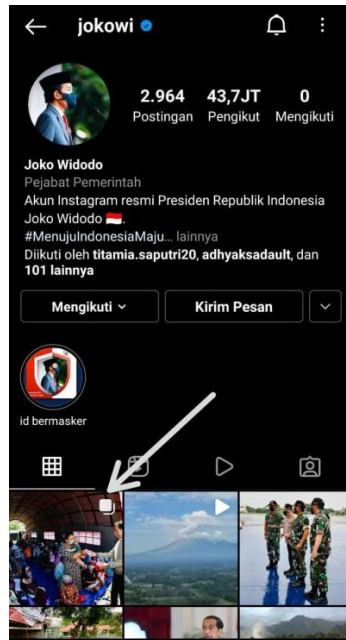 jokowi
2.964 43,7JT 0
Postingan Pengikut Mengikuti
Joko Widodo
Pejabat Pemerintah
Akun Instagram resmi Presiden Republik Indonesia
Joko Widodo 🇮🇩.
#MenujuIndonesiaMaju... lainnya
Diikuti oleh titamia.saputri20, adhyaksadault, dan
101 lainnya
Mengikuti Kirim Pesan
id bermasker